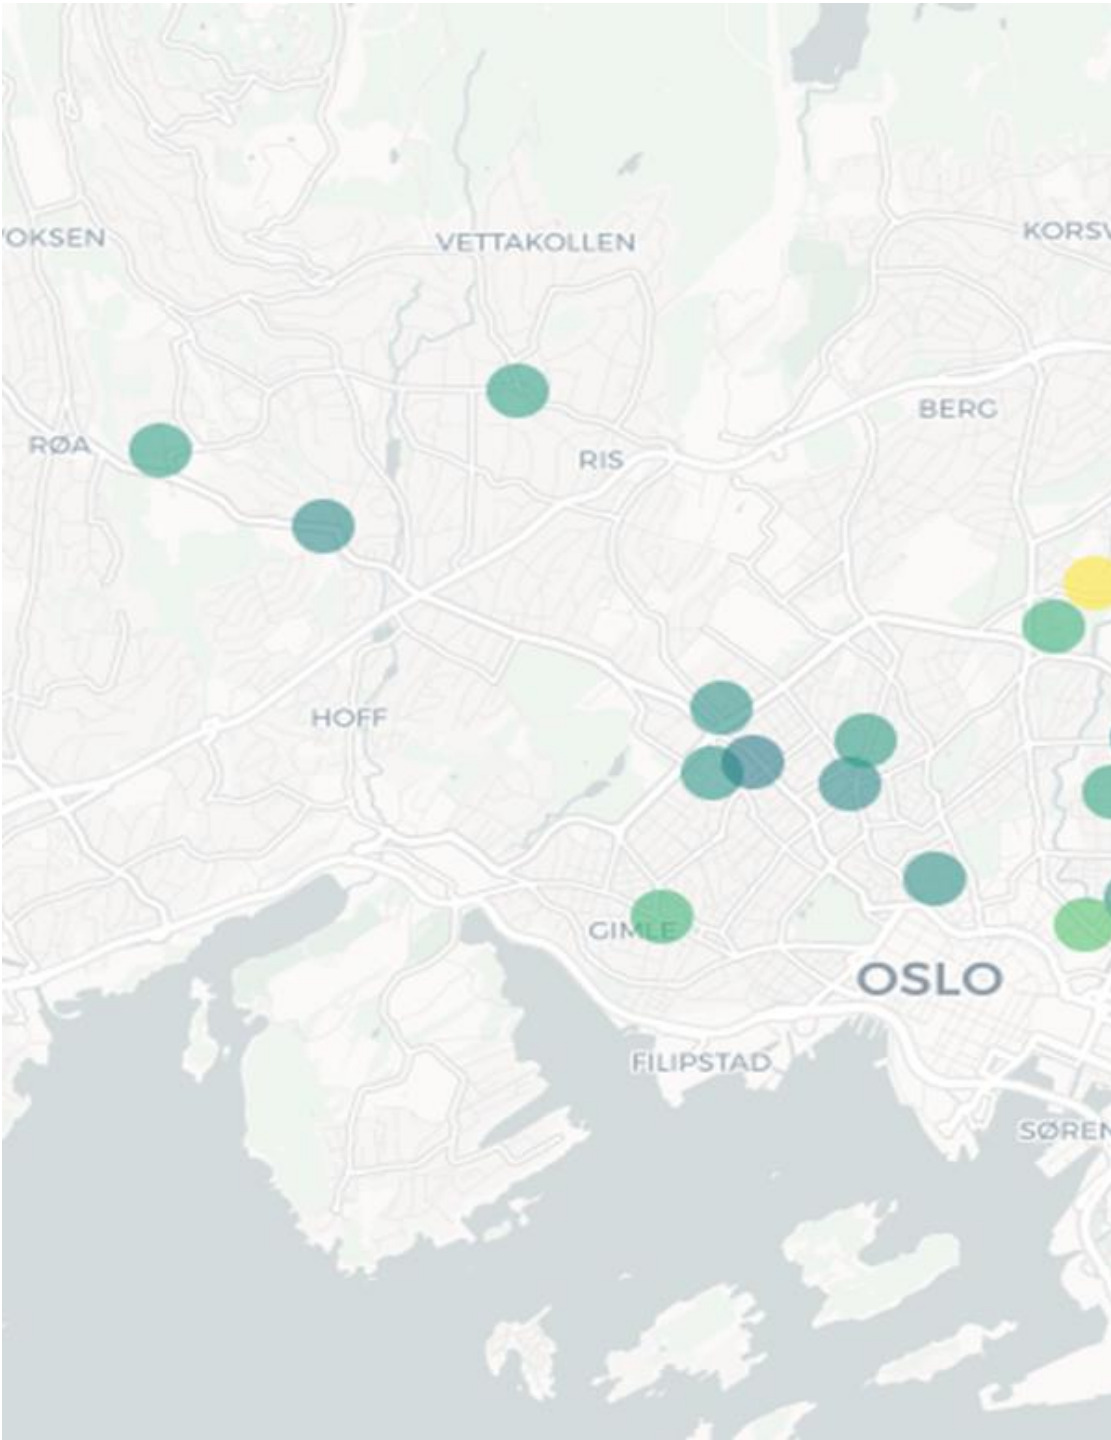 OKSEN
VETTAKOLLEN
KORSV
BERG
RØA
RIS
HOFF
GIMLE
OSLO
FILIPSTAD
SØREN